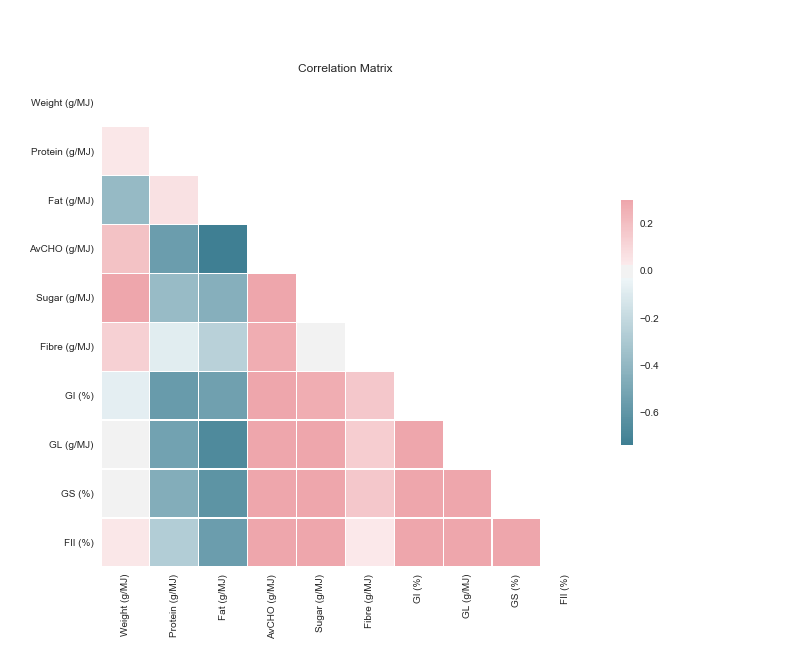 Correlation Matrix
Weight (g/MJ)
Protein (g/MJ)
Fat (g/MJ)
AvCHO (g/MJ)
Sugar (g/MJ)
Fibre (g/MJ)
GI (%)
GL (g/MJ)
GS (%)
FII (%)
0.2
0.0
−0.2
−0.4
−0.6
Weight (g/MJ)
Protein (g/MJ)
Fat (g/MJ)
AvCHO (g/MJ)
Sugar (g/MJ)
Fibre (g/MJ)
GI (%)
GL (g/MJ)
GS (%)
FII (%)